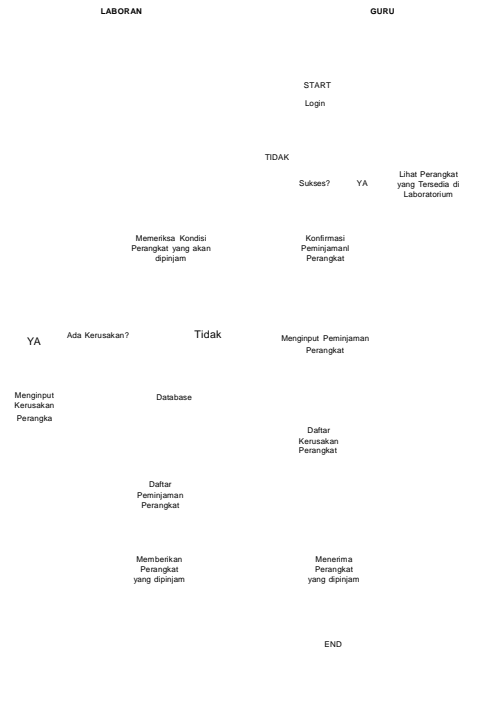 LABORAN
GURU
START
Login
TIDAK
Sukses?
YA
Lihat Perangkat
yang Tersedia di
Laboratorium
Memeriksa Kondisi
Perangkat yang akan
dipinjam
Konfirmasi
Peminjamanl
Perangkat
YA
Ada Kerusakan?
Tidak
Menginput Peminjaman
Perangkat
Menginput
Kerusakan
Perangka
Database
Daftar
Kerusakan
Perangkat
Daftar
Peminjaman
Perangkat
Memberikan
Perangkat
yang dipinjam
Menerima
Perangkat
yang dipinjam
END